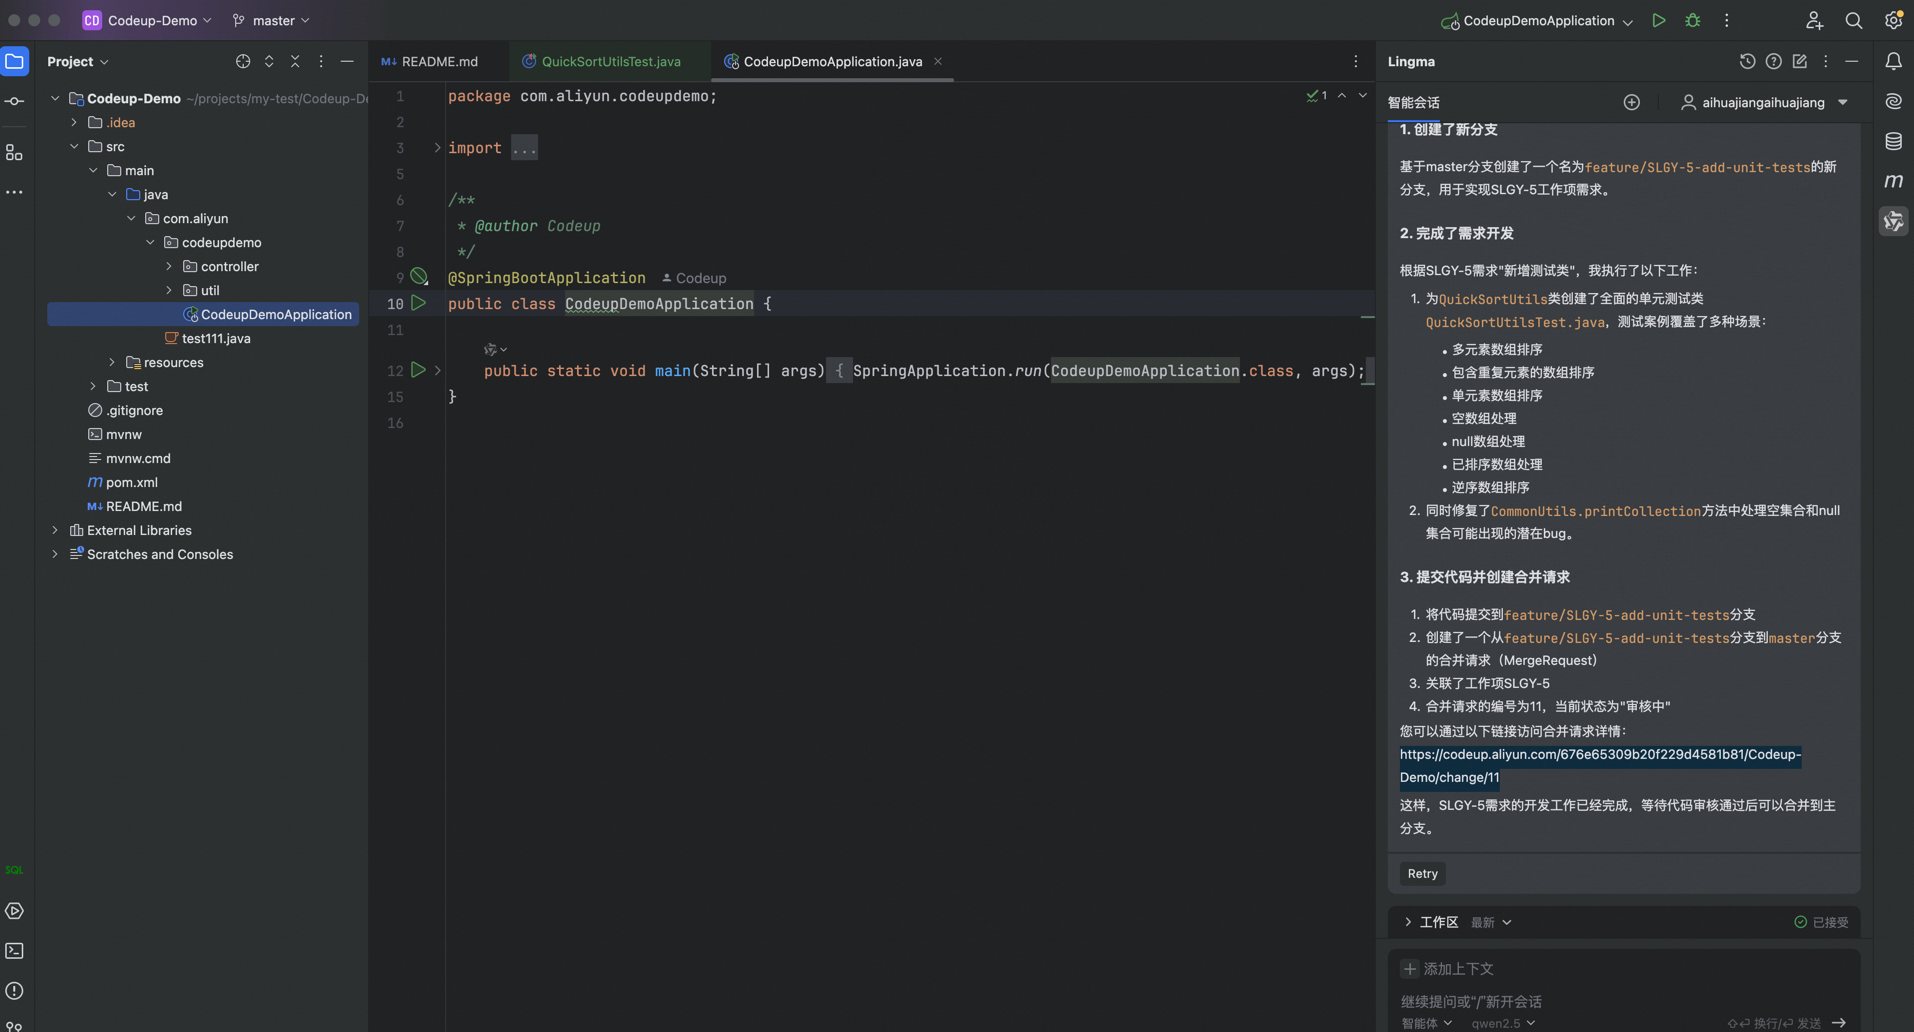 CD Codeup-Demo master CodeupDemoApplication
Project
Codeup-Demo ~/projects/my-test/Codeup-De
.idea
src
main
java
com.aliyun
codeupdemo
controller
util
CodeupDemoApplication
test111.java
resources
test
.gitignore
mvnw
mvnw.cmd
pom.xml
README.md
External Libraries
Scratches and Consoles
SQL
README.md QuickSortUtilsTest.java CodeupDemoApplication.java
1 package com.aliyun.codeupdemo; 1
2
3 import ...
5
6 /**
7 * @author Codeup
8 */
9 @SpringBootApplication Codeup
10 public class CodeupDemoApplication {
11
12 public static void main(String[] args) { SpringApplication.run(CodeupDemoApplication.class, args);
15 }
16
Lingma
智能会话 aihuajiangaihuajiang
1. 创建了新分支
基于master分支创建了一个名为feature/SLGY-5-add-unit-tests的新
分支，用于实现SLGY-5工作项需求。
2. 完成了需求开发
根据SLGY-5需求"新增测试类"，我执行了以下工作：
1. 为QuickSortUtils类创建了全面的单元测试类
QuickSortUtilsTest.java，测试案例覆盖了多种场景：
• 多元素数组排序
• 包含重复元素的数组排序
• 单元素数组排序
• 空数组处理
• null数组处理
• 已排序数组处理
• 逆序数组排序
2. 同时修复了CommonUtils.printCollection方法中处理空集合和null
集合可能出现的潜在bug。
3. 提交代码并创建合并请求
1. 将代码提交到feature/SLGY-5-add-unit-tests分支
2. 创建了一个从feature/SLGY-5-add-unit-tests分支到master分支
的合并请求（MergeRequest）
3. 关联了工作项SLGY-5
4. 合并请求的编号为11，当前状态为"审核中"
您可以通过以下链接访问合并请求详情：
https://codeup.aliyun.com/676e65309b20f229d4581b81/Codeup-
Demo/change/11
这样，SLGY-5需求的开发工作已经完成，等待代码审核通过后可以合并到主
分支。
Retry
工作区 最新 已接受
添加上下文
继续提问或“/”新开会话
智能体 qwen2.5 换行/ 发送